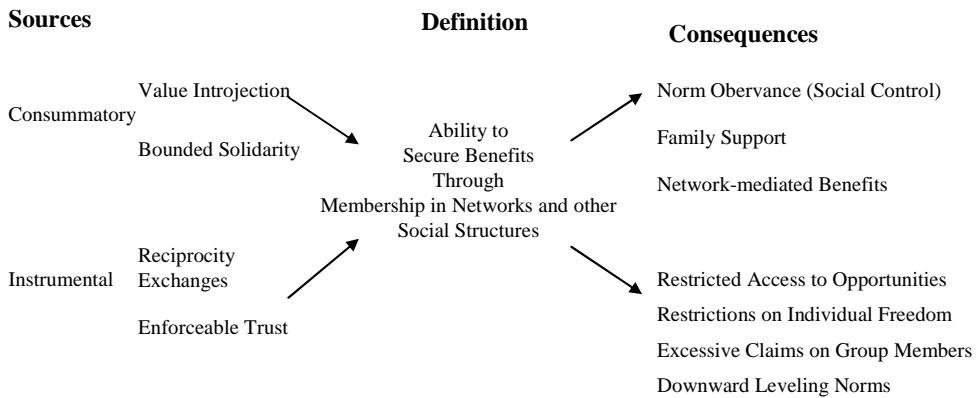 Sources
Definition
Consequences
Consummatory
Value Introjection
Bounded Solidarity
Instrumental
Reciprocity
Exchanges
Enforceable Trust
Ability to
Secure Benefits
Through
Membership in Networks and other
Social Structures
Norm Obervance (Social Control)
Family Support
Network-mediated Benefits
Restricted Access to Opportunities
Restrictions on Individual Freedom
Excessive Claims on Group Members
Downward Leveling Norms